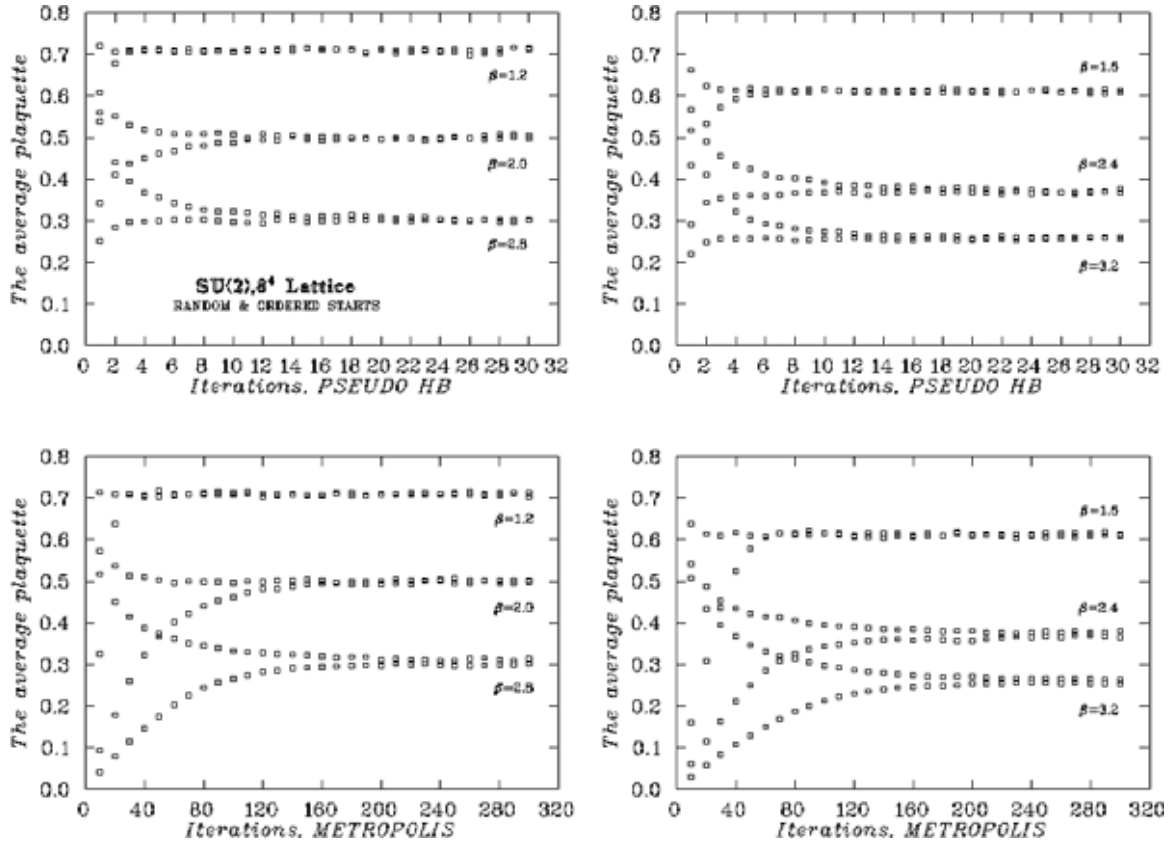 The average plaquette
0.8
0.7
0.6
0.5
0.4
0.3
0.2
0.1
0.0
β=1.2
β=2.0
β=2.8
SU(2),8⁴ Lattice
RANDOM & ORDERED STARTS
0 2 4 6 8 10 12 14 16 18 20 22 24 26 28 30 32
Iterations, PSEUDO HB
The average plaquette
0.8
0.7
0.6
0.5
0.4
0.3
0.2
0.1
0.0
β=1.5
β=2.4
β=3.2
0 2 4 6 8 10 12 14 16 18 20 22 24 26 28 30 32
Iterations, PSEUDO HB
The average plaquette
0.8
0.7
0.6
0.5
0.4
0.3
0.2
0.1
0.0
β=1.2
β=2.0
β=2.8
0 40 80 120 160 200 240 280 320
Iterations, METROPOLIS
The average plaquette
0.8
0.7
0.6
0.5
0.4
0.3
0.2
0.1
0.0
β=1.5
β=2.4
β=3.2
0 40 80 120 160 200 240 280 320
Iterations, METROPOLIS